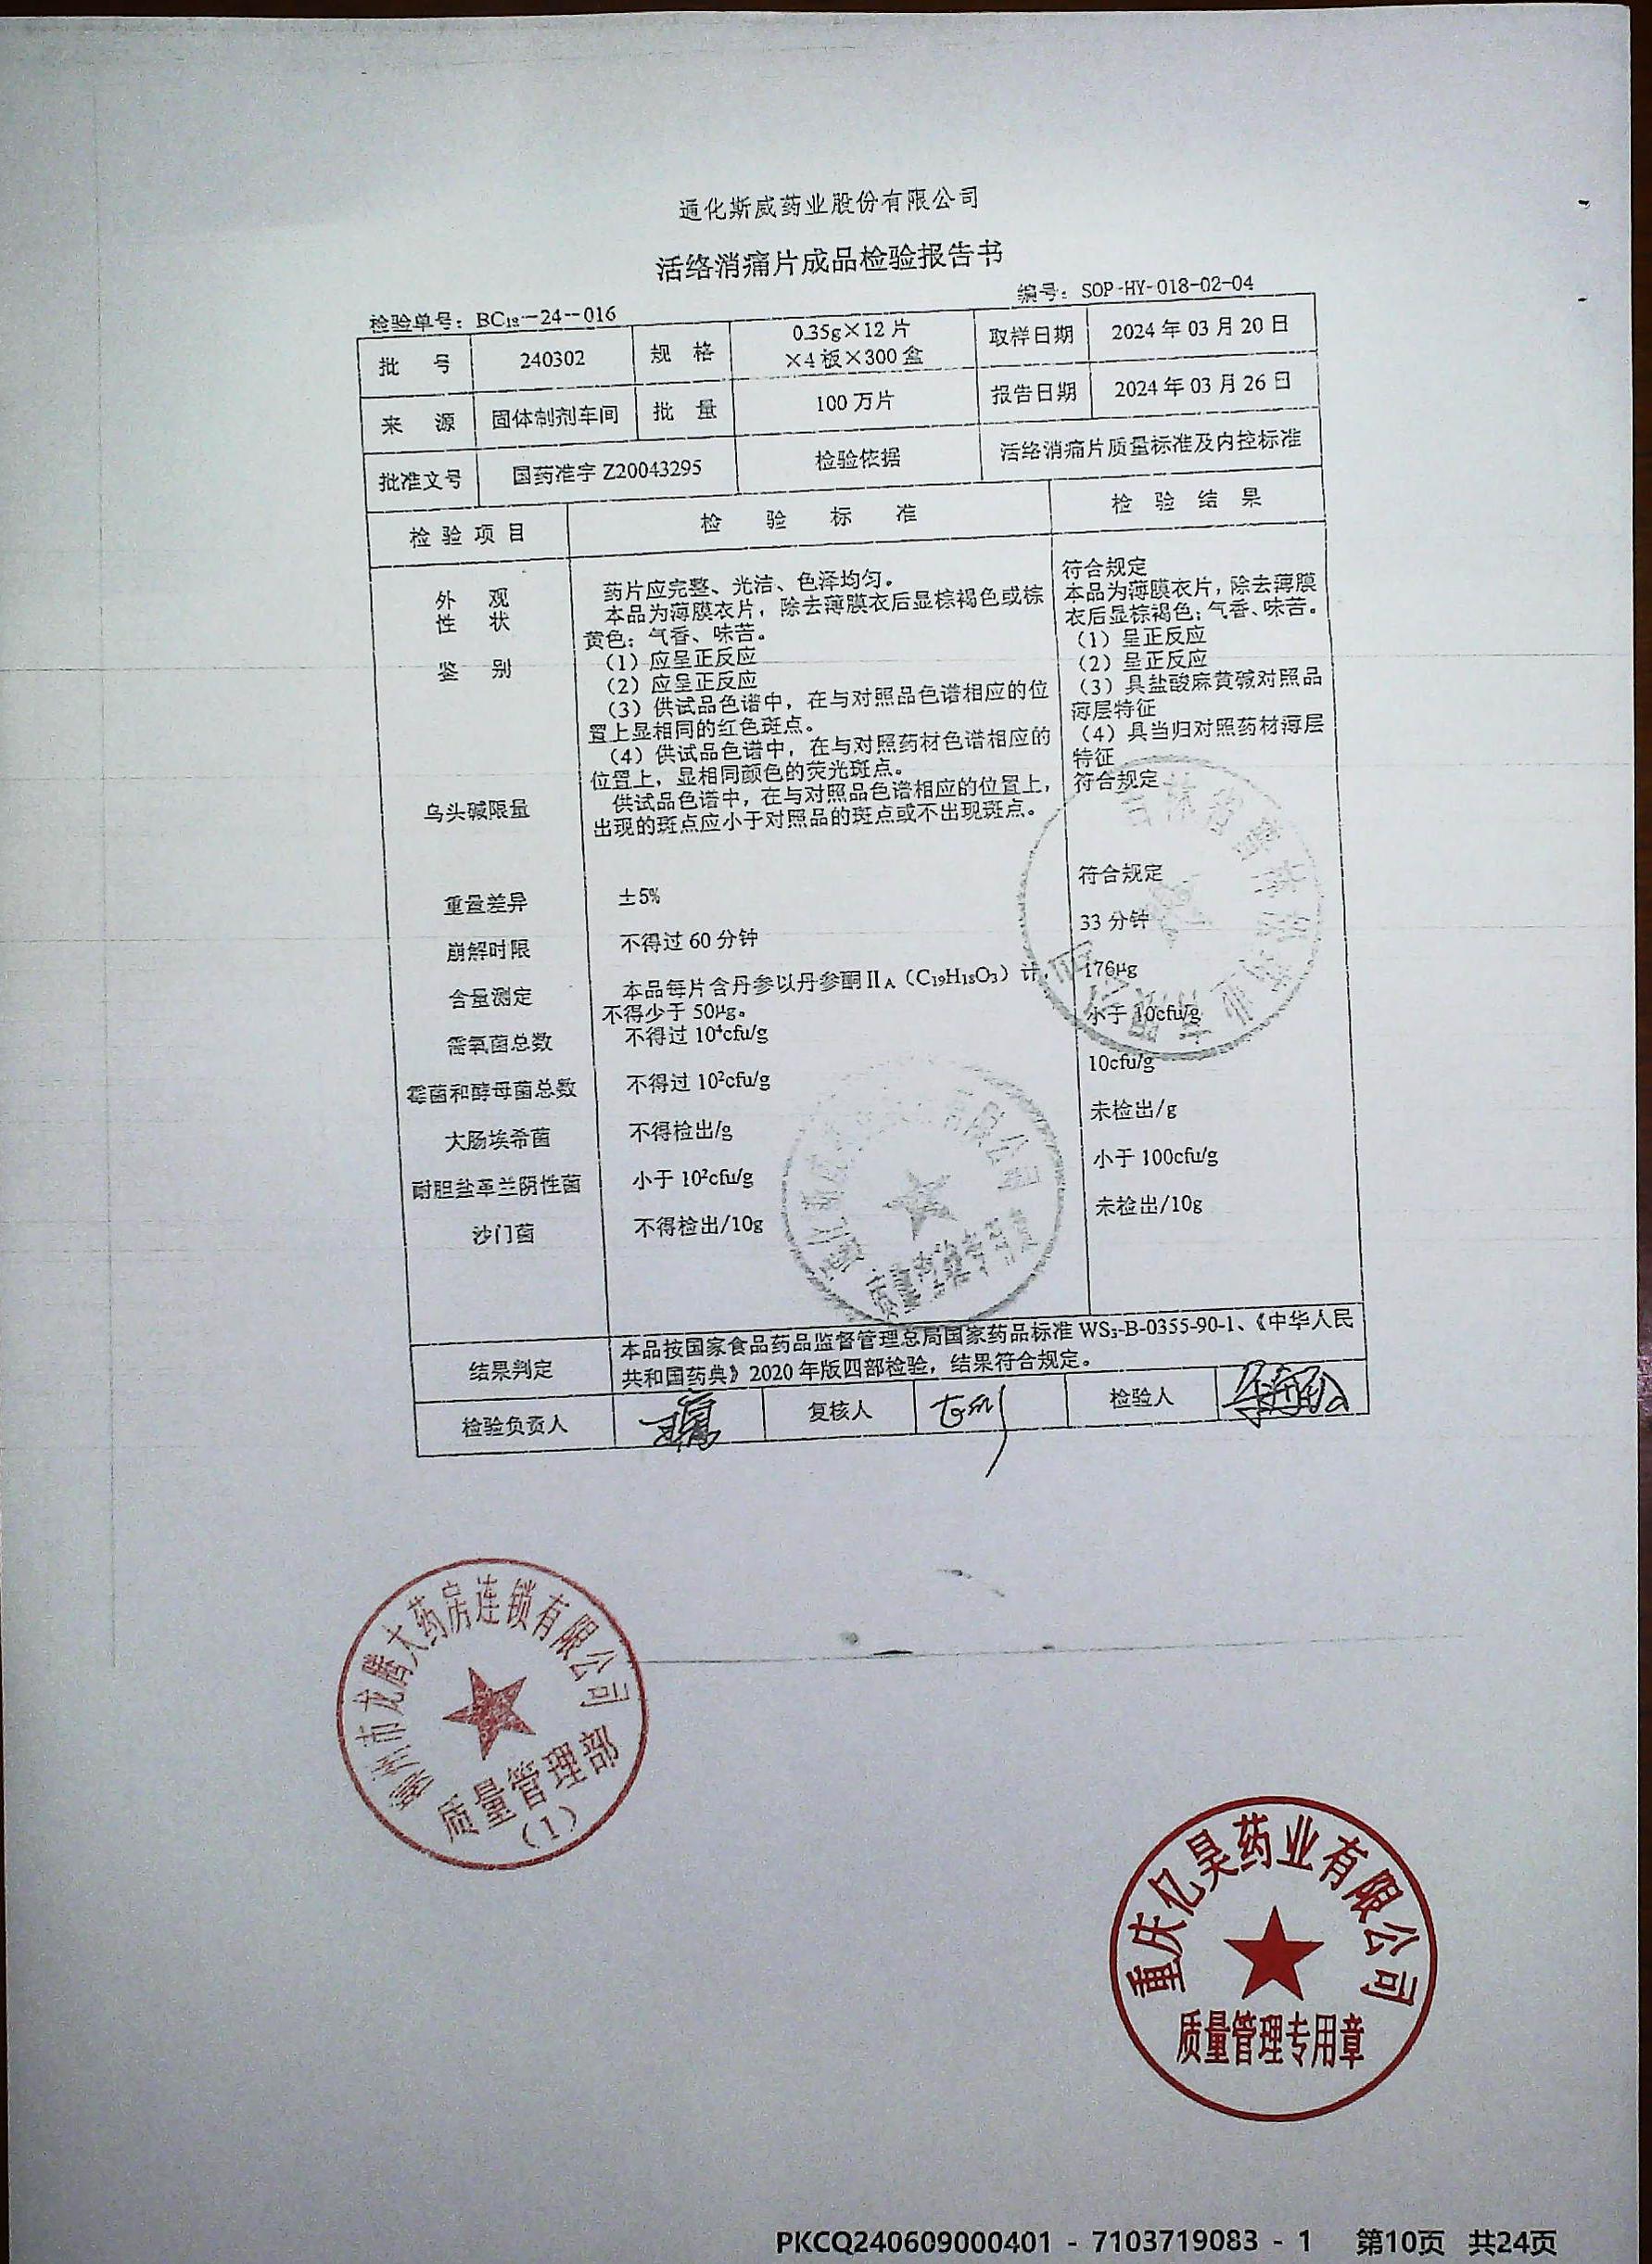 通化斯威药业股份有限公司
活络消痛片成品检验报告书
检验单号：BC₁₈--24--016
编号：SOP-HY-018-02-04
批 号 240302 规 格 0.35g×12片 ×4板×300盒 取样日期 2024年03月20日
来 源 固体制剂车间 批 量 100万片 报告日期 2024年03月26日
批准文号 国药准字Z20043295 检验依据 活络消痛片质量标准及内控标准
检验项目 检 验 标 准 检 验 结 果
外 观 药片应完整、光洁、色泽均匀。 符合规定
性 状 本品为薄膜衣片，除去薄膜衣后显棕褐色或棕 本品为薄膜衣片，除去薄膜
黄色；气香、味苦。 衣后显棕褐色；气香、味苦。
鉴 别 （1）应呈正反应 （1）呈正反应
（2）应呈正反应 （2）呈正反应
（3）供试品色谱中，在与对照品色谱相应的位 （3）具盐酸麻黄碱对照品
置上显相同的红色斑点。 薄层特征
（4）供试品色谱中，在与对照药材色谱相应的 （4）具当归对照药材薄层
位置上，显相同颜色的荧光斑点。 特征
乌头碱限量 供试品色谱中，在与对照品色谱相应的位置上， 符合规定
出现的斑点应小于对照品的斑点或不出现斑点。
重量差异 ±5% 符合规定
崩解时限 不得过60分钟 33分钟
含量测定 本品每片含丹参以丹参酮Ⅱ_A（C₁₉H₁₈O₃）计， 176μg
不得少于50μg。
需氧菌总数 不得过10⁴cfu/g 小于10cfu/g
霉菌和酵母菌总数 不得过10²cfu/g 10cfu/g
大肠埃希菌 不得检出/g 未检出/g
耐胆盐革兰阴性菌 小于10²cfu/g 小于100cfu/g
沙门菌 不得检出/10g 未检出/10g
结果判定 本品按国家食品药品监督管理总局国家药品标准WS₃-B-0355-90-1、《中华人民
共和国药典》2020年版四部检验，结果符合规定。
检验负责人 复核人 检验人
质量管理专用章
市龙腾大药房连锁有限公司
质量管理部
（1）
重庆亿昊药业有限公司
质量管理专用章
PKCQ240609000401 - 7103719083 - 1 第10页 共24页